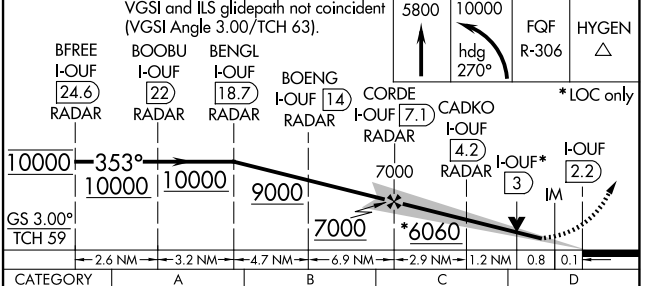 VGSI and ILS glidepath not coincident
(VGSI Angle 3.00/TCH 63).
5800
10000
hdg
270°
FQF
R-306
HYGEN
*LOC only
BFREE
I-OUF
24.6
RADAR
BOOBU
I-OUF
22
RADAR
BENGL
I-OUF
18.7
RADAR
BOENG
I-OUF 14
RADAR
CORDE
I-OUF 7.1
RADAR
CADKO
I-OUF
4.2
RADAR
I-OUF*
3
IM
I-OUF
2.2
7000
10000
353°
10000
10000
9000
7000
*6060
GS 3.00°
TCH 59
2.6 NM
3.2 NM
4.7 NM
6.9 NM
2.9 NM
1.2 NM
0.8
0.1
CATEGORY
A
B
C
D